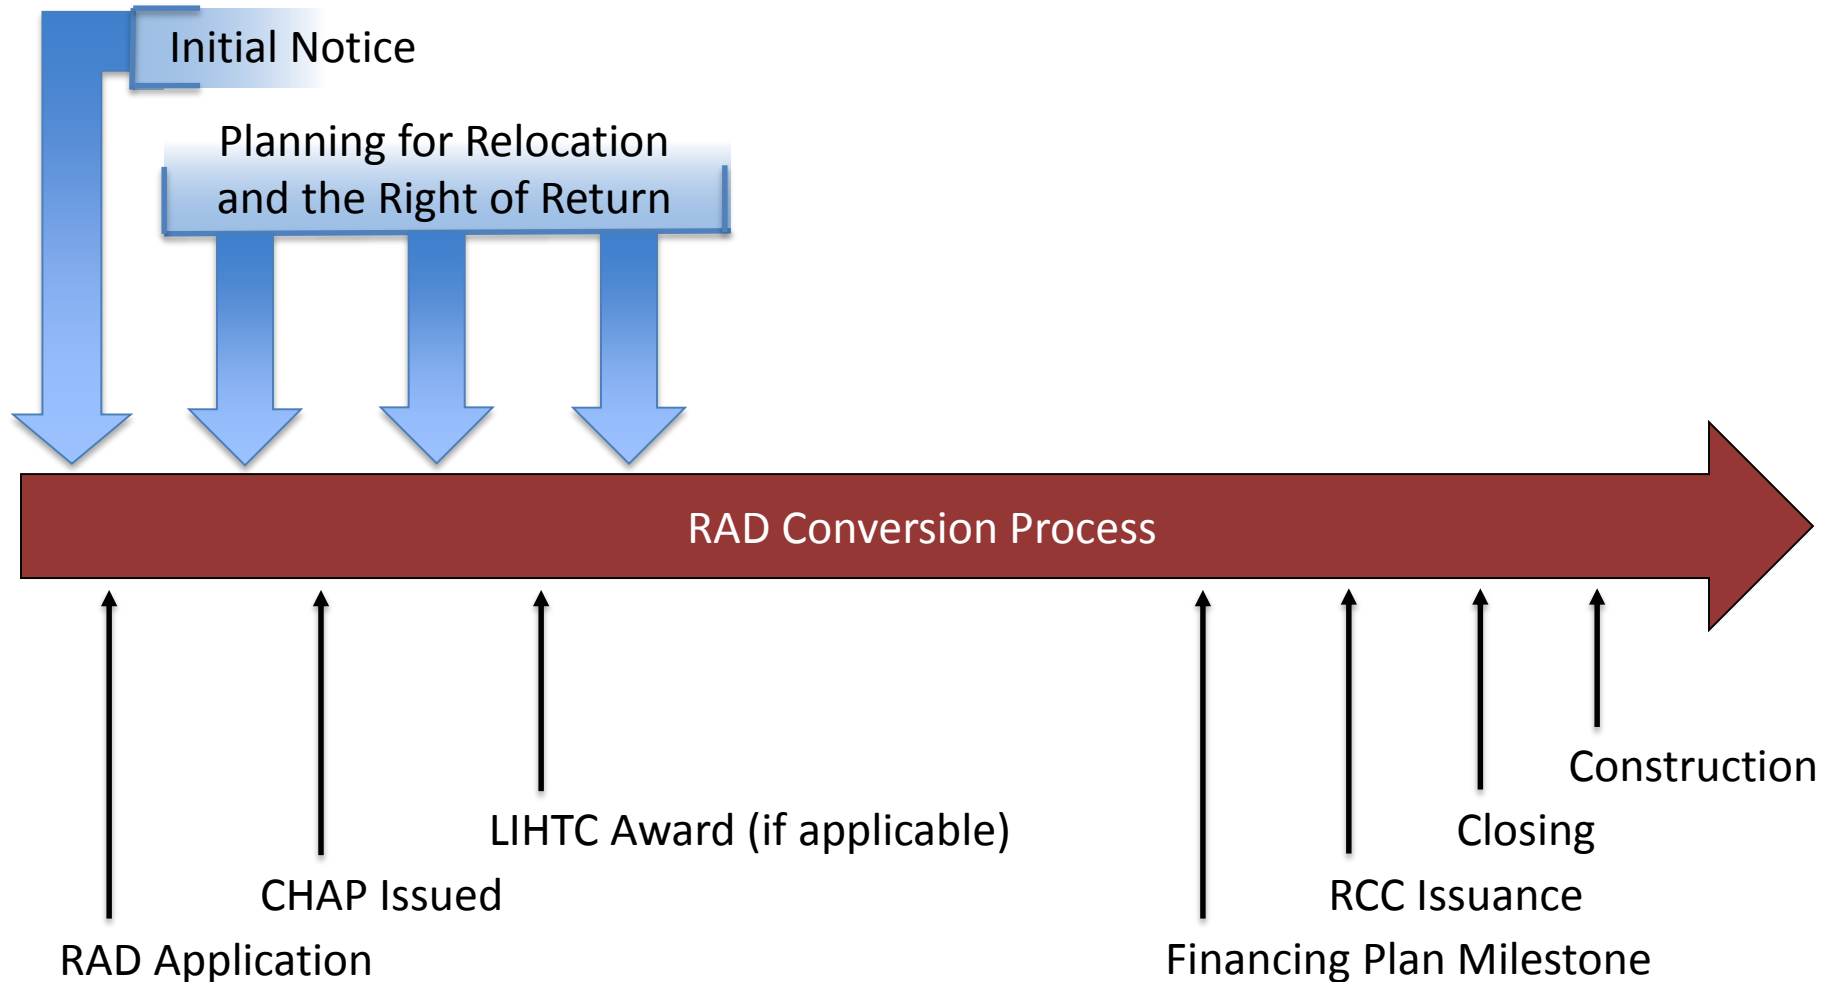 Initial Notice
Planning for Relocation
and the Right of Return
RAD Conversion Process
Construction
LIHTC Award (if applicable)
Closing
CHAP Issued
RCC Issuance
RAD Application
Financing Plan Milestone